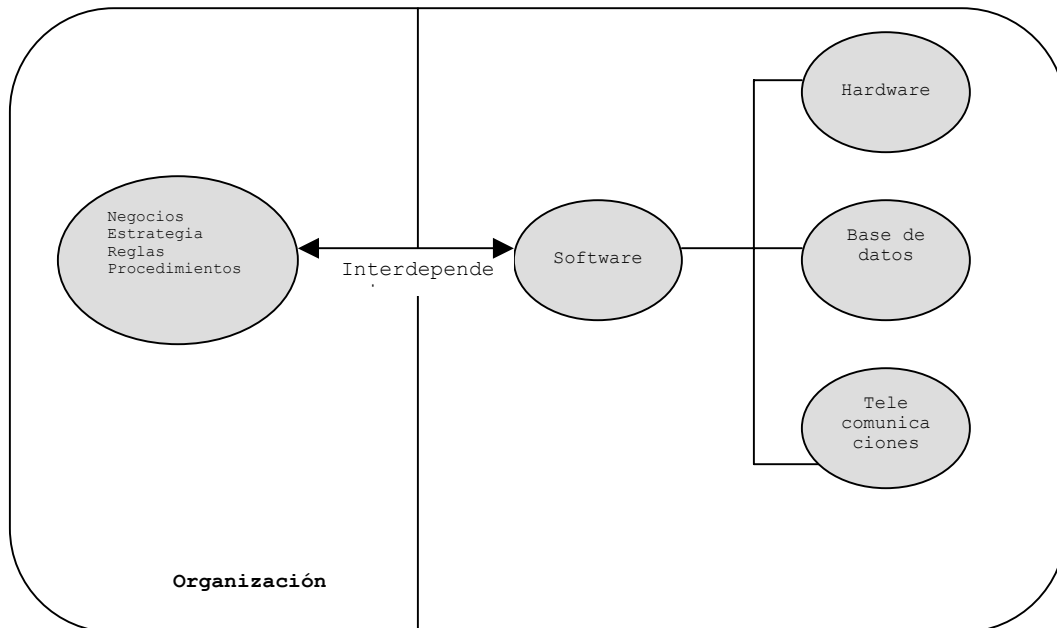 Hardware
Negocios
Estrategia
Reglas
Procedimientos
Interdepende
Software
Base de
datos
Tele
comunica
ciones
Organización